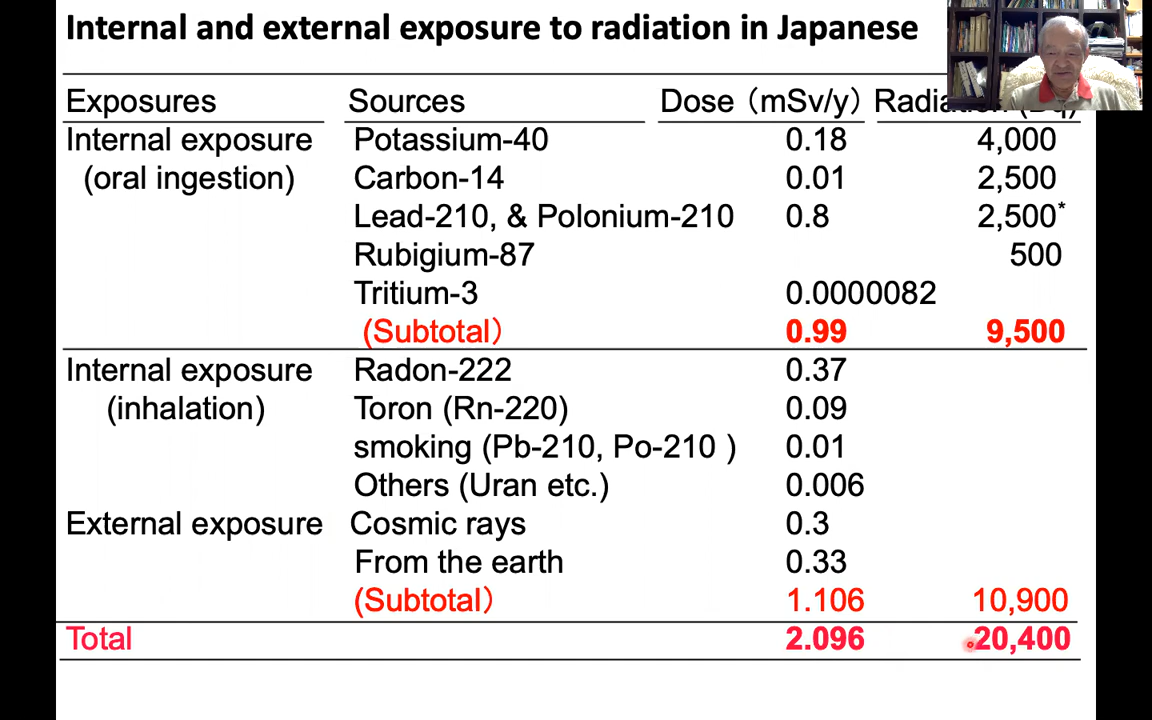 Internal and external exposure to radiation in Japanese
Exposures Sources Dose (mSv/y)
Internal exposure Potassium-40 0.18 4,000
(oral ingestion) Carbon-14 0.01 2,500
Lead-210, & Polonium-210 0.8 2,500*
Rubigium-87 500
Tritium-3 0.0000082
(Subtotal) 0.99 9,500
Internal exposure Radon-222 0.37
(inhalation) Toron (Rn-220) 0.09
smoking (Pb-210, Po-210 ) 0.01
Others (Uran etc.) 0.006
External exposure Cosmic rays 0.3
From the earth 0.33
(Subtotal) 1.106 10,900
Total 2.096 20,400